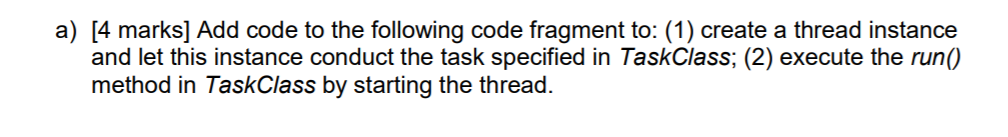 a) [4 marks] Add code to the following code fragment to: (1) create a thread instance
and let this instance conduct the task specified in TaskClass; (2) execute the run()
method in TaskClass by starting the thread.